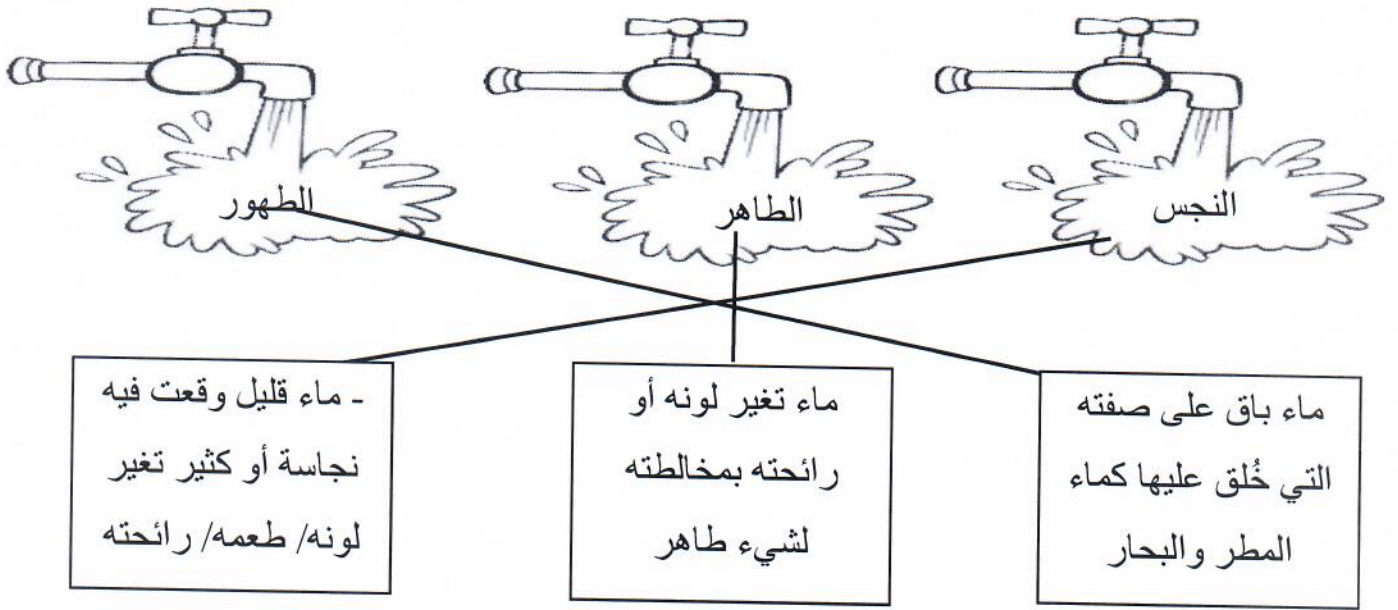 النجس
الطاهر
الطهور
ماء باق على صفته
التي خُلق عليها كماء
المطر والبحار
ماء تغير لونه أو
رائحته بمخالطته
لشيء طاهر
- ماء قليل وقعت فيه
نجاسة أو كثير تغير
لونه/ طعمه/ رائحته